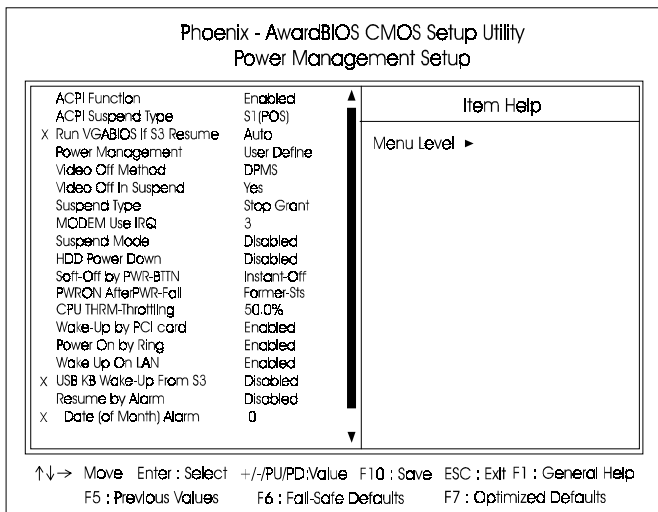 Phoenix - AwardBIOS CMOS Setup Utility
Power Management Setup
ACPI Function Enabled
ACPI Suspend Type S1(POS)
X Run VGABIOS If S3 Resume Auto
Power Management User Define
Video Off Method DPMS
Video Off In Suspend Yes
Suspend Type Stop Grant
MODEM Use IRQ 3
Suspend Mode Disabled
HDD Power Down Disabled
Soft-Off by PWR-BTTN Instant-Off
PWRON AfterPWR-Fail Former-Sts
CPU THRM-Throttling 50.0%
Wake-Up by PCI card Enabled
Power On by Ring Enabled
Wake Up On LAN Enabled
X USB KB Wake-Up From S3 Disabled
Resume by Alarm Disabled
X Date (of Month) Alarm 0
Item Help
Menu Level ►
↑↓→ Move Enter : Select +/-/PU/PD:Value F10 : Save ESC : Exit F1 : General Help
F5 : Previous Values F6 : Fail-Safe Defaults F7 : Optimized Defaults